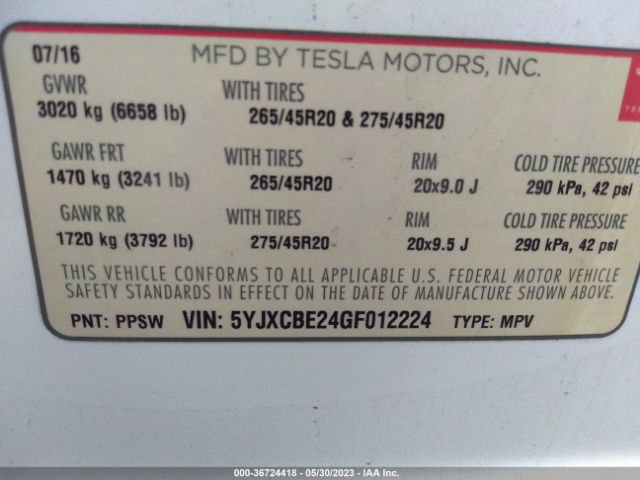 07/16 MFD BY TESLA MOTORS, INC.
GVWR WITH TIRES
3020 kg (6658 lb) 265/45R20 & 275/45R20
GAWR FRT WITH TIRES RIM COLD TIRE PRESSURE
1470 kg (3241 lb) 265/45R20 20x9.0 J 290 kPa, 42 psi
GAWR RR WITH TIRES RIM COLD TIRE PRESSURE
1720 kg (3792 lb) 275/45R20 20x9.5 J 290 kPa, 42 psi
THIS VEHICLE CONFORMS TO ALL APPLICABLE U.S. FEDERAL MOTOR VEHICLE
SAFETY STANDARDS IN EFFECT ON THE DATE OF MANUFACTURE SHOWN ABOVE.
PNT: PPSW VIN: 5YJXCBE24GF012224 TYPE: MPV
000-36724418 - 05/30/2023 - IAA Inc.